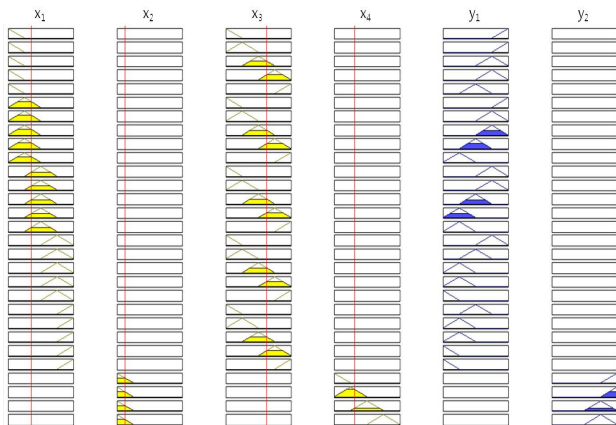 x₁ x₂ x₃ x₄ y₁ y₂